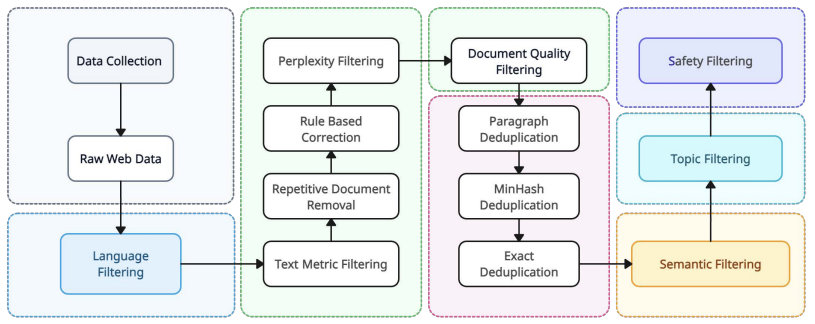 Data Collection
Raw Web Data
Language
Filtering
Text Metric Filtering
Repetitive Document
Removal
Rule Based
Correction
Perplexity Filtering
Document Quality
Filtering
Paragraph
Deduplication
MinHash
Deduplication
Exact
Deduplication
Semantic Filtering
Topic Filtering
Safety Filtering